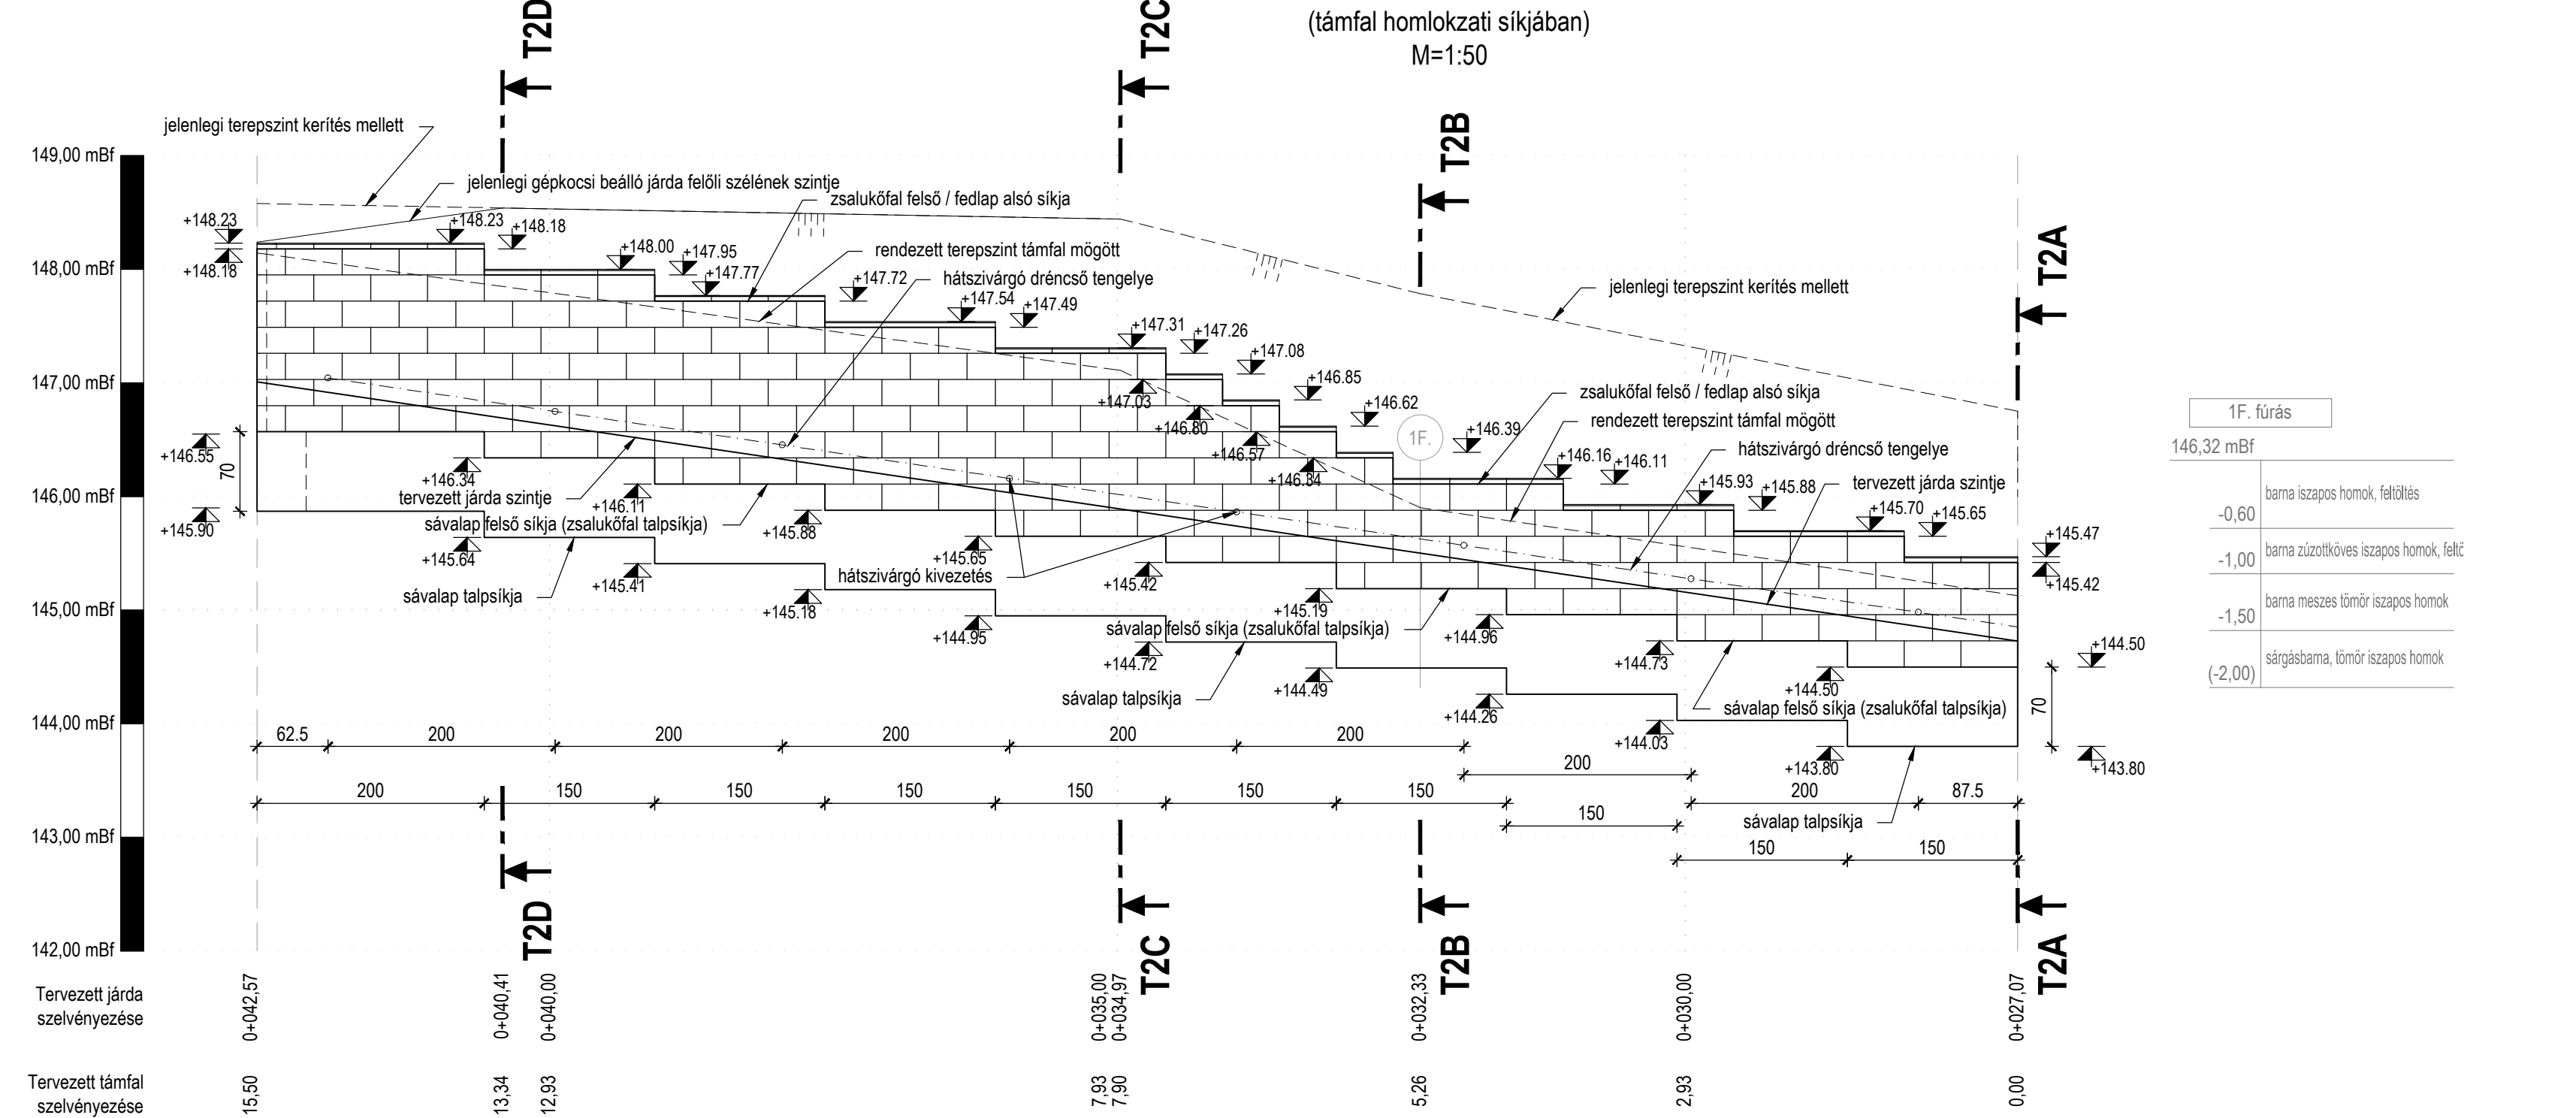 T2D
T2C
(támfal homlokzati síkjában)
M=1:50
T2B
jelenlegi terepszint kerítés mellett
149,00 mBf
jelenlegi gépkocsi beálló járda felőli szélének szintje
zsalukőfal felső / fedlap alsó síkja
+148.23
+148.23
+148.18
T2A
rendezett terepszint támfal mögött
+148.00
+147.95
148,00 mBf
+148.18
+147.77
+147.72
hátszivárgó dréncső tengelye
jelenlegi terepszint kerítés mellett
+147.54
+147.49
+147.31
+147.26
+147.08
147,00 mBf
+147.03
+146.85
zsalukőfal felső / fedlap alsó síkja
+146.62
rendezett terepszint támfal mögött
1F. fúrás
+146.80
1F.
+146.39
hátszivárgó dréncső tengelye
146,32 mBf
+146.55
+146.57
+146.16
+146.11
70
+146.34
+146.34
+145.93
+145.88
tervezett járda szintje
146,00 mBf
tervezett járda szintje
barna iszapos homok, feltöltés
+146.11
-0,60
+145.90
sávalap felső síkja (zsalukőfal talpsíkja)
+145.88
+145.70
+145.65
+145.47
barna zúzottköves iszapos homok, feltö
-1,00
+145.64
+145.65
hátszivárgó kivezetés
+145.42
+145.42
+145.41
sávalap talpsíkja
145,00 mBf
+145.18
+145.19
barna meszes tömör iszapos homok
-1,50
+144.95
sávalap felső síkja (zsalukőfal talpsíkja)
+144.96
+144.50
+144.72
+144.73
sárgásbarna, tömör iszapos homok
(-2,00)
+144.49
+144.50
sávalap talpsíkja
+144.26
sávalap felső síkja (zsalukőfal talpsíkja)
70
144,00 mBf
62.5
200
200
200
200
200
+144.03
+143.80
+143.80
200
200
150
150
150
150
150
150
200
87.5
150
sávalap talpsíkja
143,00 mBf
150
150
T2D
T2C
T2B
T2A
142,00 mBf
Tervezett járda
szelvényezése
0+042,57
0+040,41
0+040,00
0+035,00
0+034,97
0+032,33
0+030,00
0+027,07
Tervezett támfal
szelvényezése
15,50
13,34
12,93
7,93
7,90
5,26
2,93
0,00